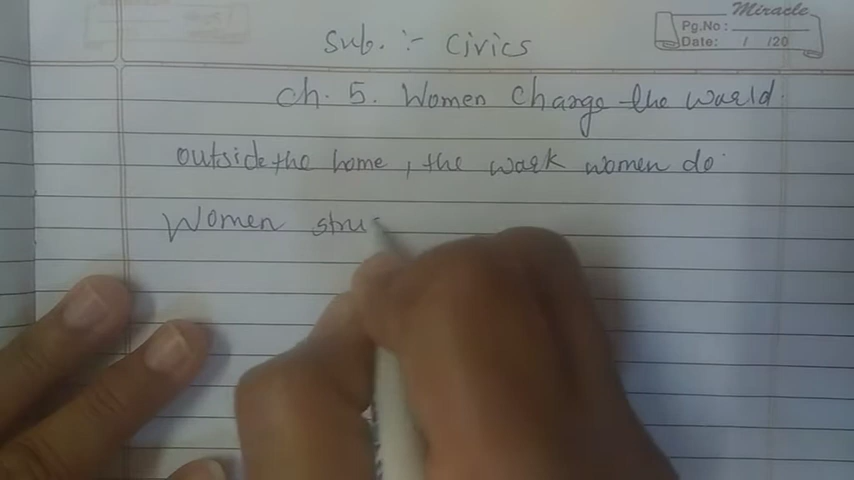 Miracle
Pg.No:
Date: / /20
Sub. :- Civics
Ch. 5. Women Change the World.
outside the home, the work women do
Women stru